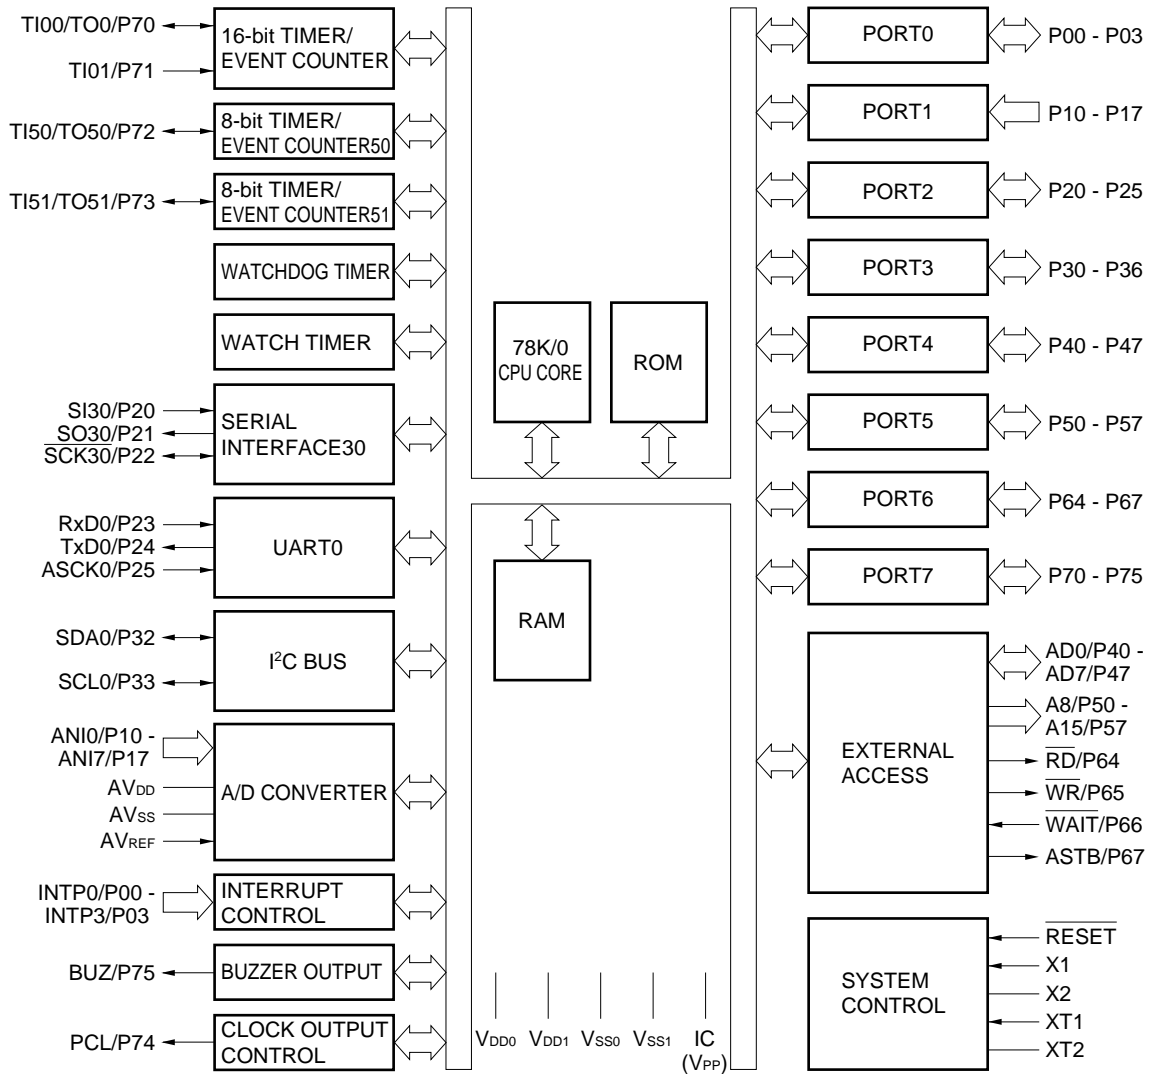 TI00/TO0/P70
TI01/P71
16-bit TIMER/
EVENT COUNTER
TI50/TO50/P72
8-bit TIMER/
EVENT COUNTER50
TI51/TO51/P73
8-bit TIMER/
EVENT COUNTER51
WATCHDOG TIMER
WATCH TIMER
SI30/P20
SO30/P21
SCK30/P22
SERIAL
INTERFACE30
RxD0/P23
TxD0/P24
ASCK0/P25
UART0
SDA0/P32
SCL0/P33
I²C BUS
ANI0/P10 -
ANI7/P17
AVDD
AVSS
AVREF
A/D CONVERTER
INTP0/P00 -
INTP3/P03
INTERRUPT
CONTROL
BUZ/P75
BUZZER OUTPUT
PCL/P74
CLOCK OUTPUT
CONTROL
78K/0
CPU CORE
ROM
RAM
VDD0
VDD1
VSS0
VSS1
IC
(VPP)
PORT0
P00 - P03
PORT1
P10 - P17
PORT2
P20 - P25
PORT3
P30 - P36
PORT4
P40 - P47
PORT5
P50 - P57
PORT6
P64 - P67
PORT7
P70 - P75
EXTERNAL
ACCESS
AD0/P40 -
AD7/P47
A8/P50 -
A15/P57
RD/P64
WR/P65
WAIT/P66
ASTB/P67
SYSTEM
CONTROL
RESET
X1
X2
XT1
XT2